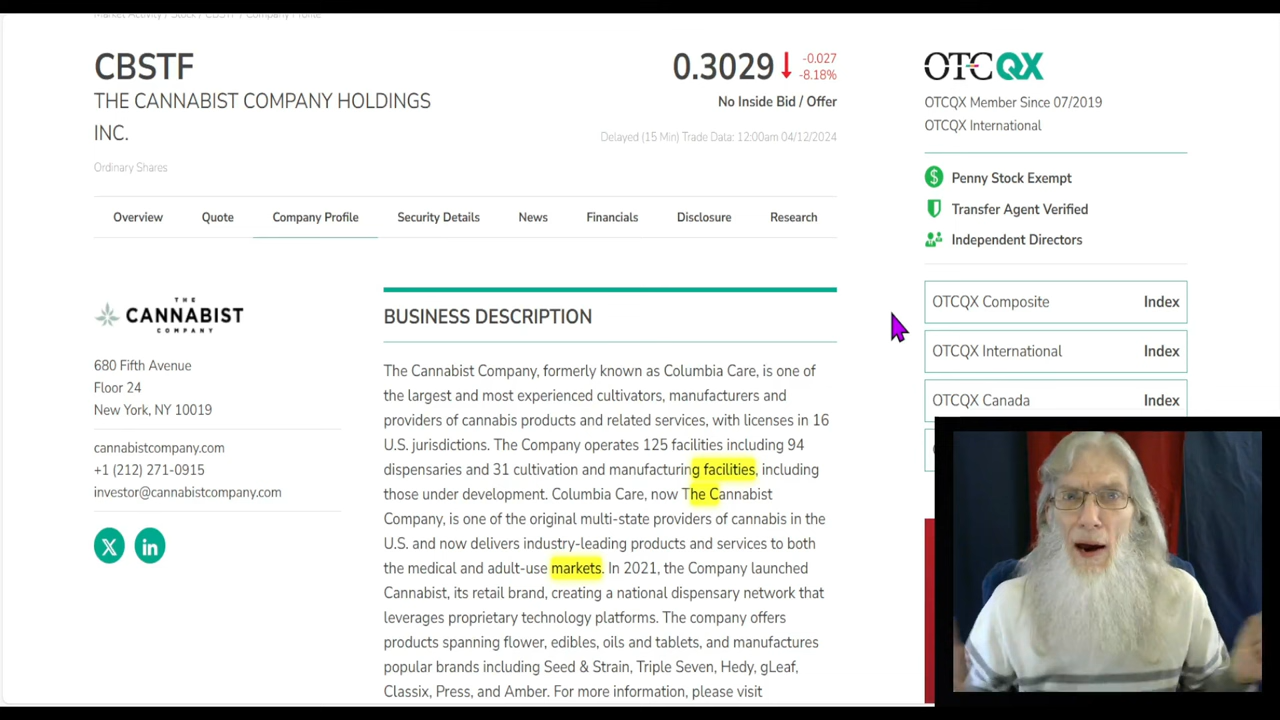 Market Activity / Stock / CBSTF / Company Profile
CBSTF
0.3029
-0.027
-8.18%
THE CANNABIST COMPANY HOLDINGS
INC.
No Inside Bid / Offer
Delayed (15 Min) Trade Data: 12:00am 04/12/2024
Ordinary Shares
Overview Quote Company Profile Security Details News Financials Disclosure Research
THE
CANNABIST
COMPANY
680 Fifth Avenue
Floor 24
New York, NY 10019
cannabistcompany.com
+1 (212) 271-0915
investor@cannabistcompany.com
X
in
BUSINESS DESCRIPTION
The Cannabist Company, formerly known as Columbia Care, is one of
the largest and most experienced cultivators, manufacturers and
providers of cannabis products and related services, with licenses in 16
U.S. jurisdictions. The Company operates 125 facilities including 94
dispensaries and 31 cultivation and manufacturing facilities, including
those under development. Columbia Care, now The Cannabist
Company, is one of the original multi-state providers of cannabis in the
U.S. and now delivers industry-leading products and services to both
the medical and adult-use markets. In 2021, the Company launched
Cannabist, its retail brand, creating a national dispensary network that
leverages proprietary technology platforms. The company offers
products spanning flower, edibles, oils and tablets, and manufactures
popular brands including Seed & Strain, Triple Seven, Hedy, gLeaf,
Classix, Press, and Amber. For more information, please visit
OTCQX
OTCQX Member Since 07/2019
OTCQX International
$
Penny Stock Exempt
Transfer Agent Verified
Independent Directors
OTCQX Composite Index
OTCQX International Index
OTCQX Canada Index